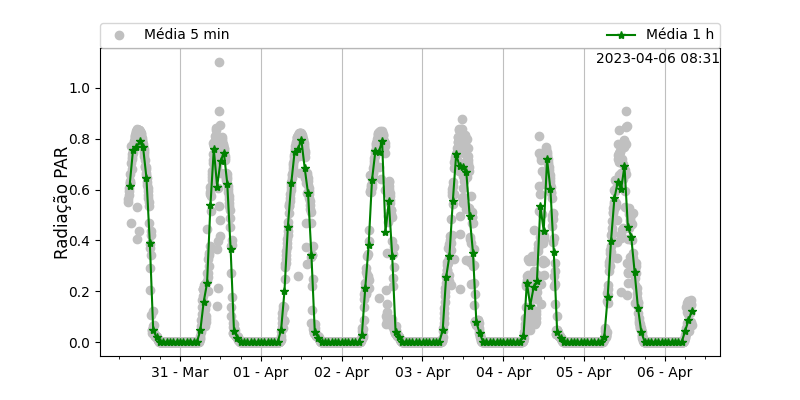 Média 5 min
Média 1 h
2023-04-06 08:31
Radiação PAR
1.0
0.8
0.6
0.4
0.2
0.0
31 - Mar
01 - Apr
02 - Apr
03 - Apr
04 - Apr
05 - Apr
06 - Apr